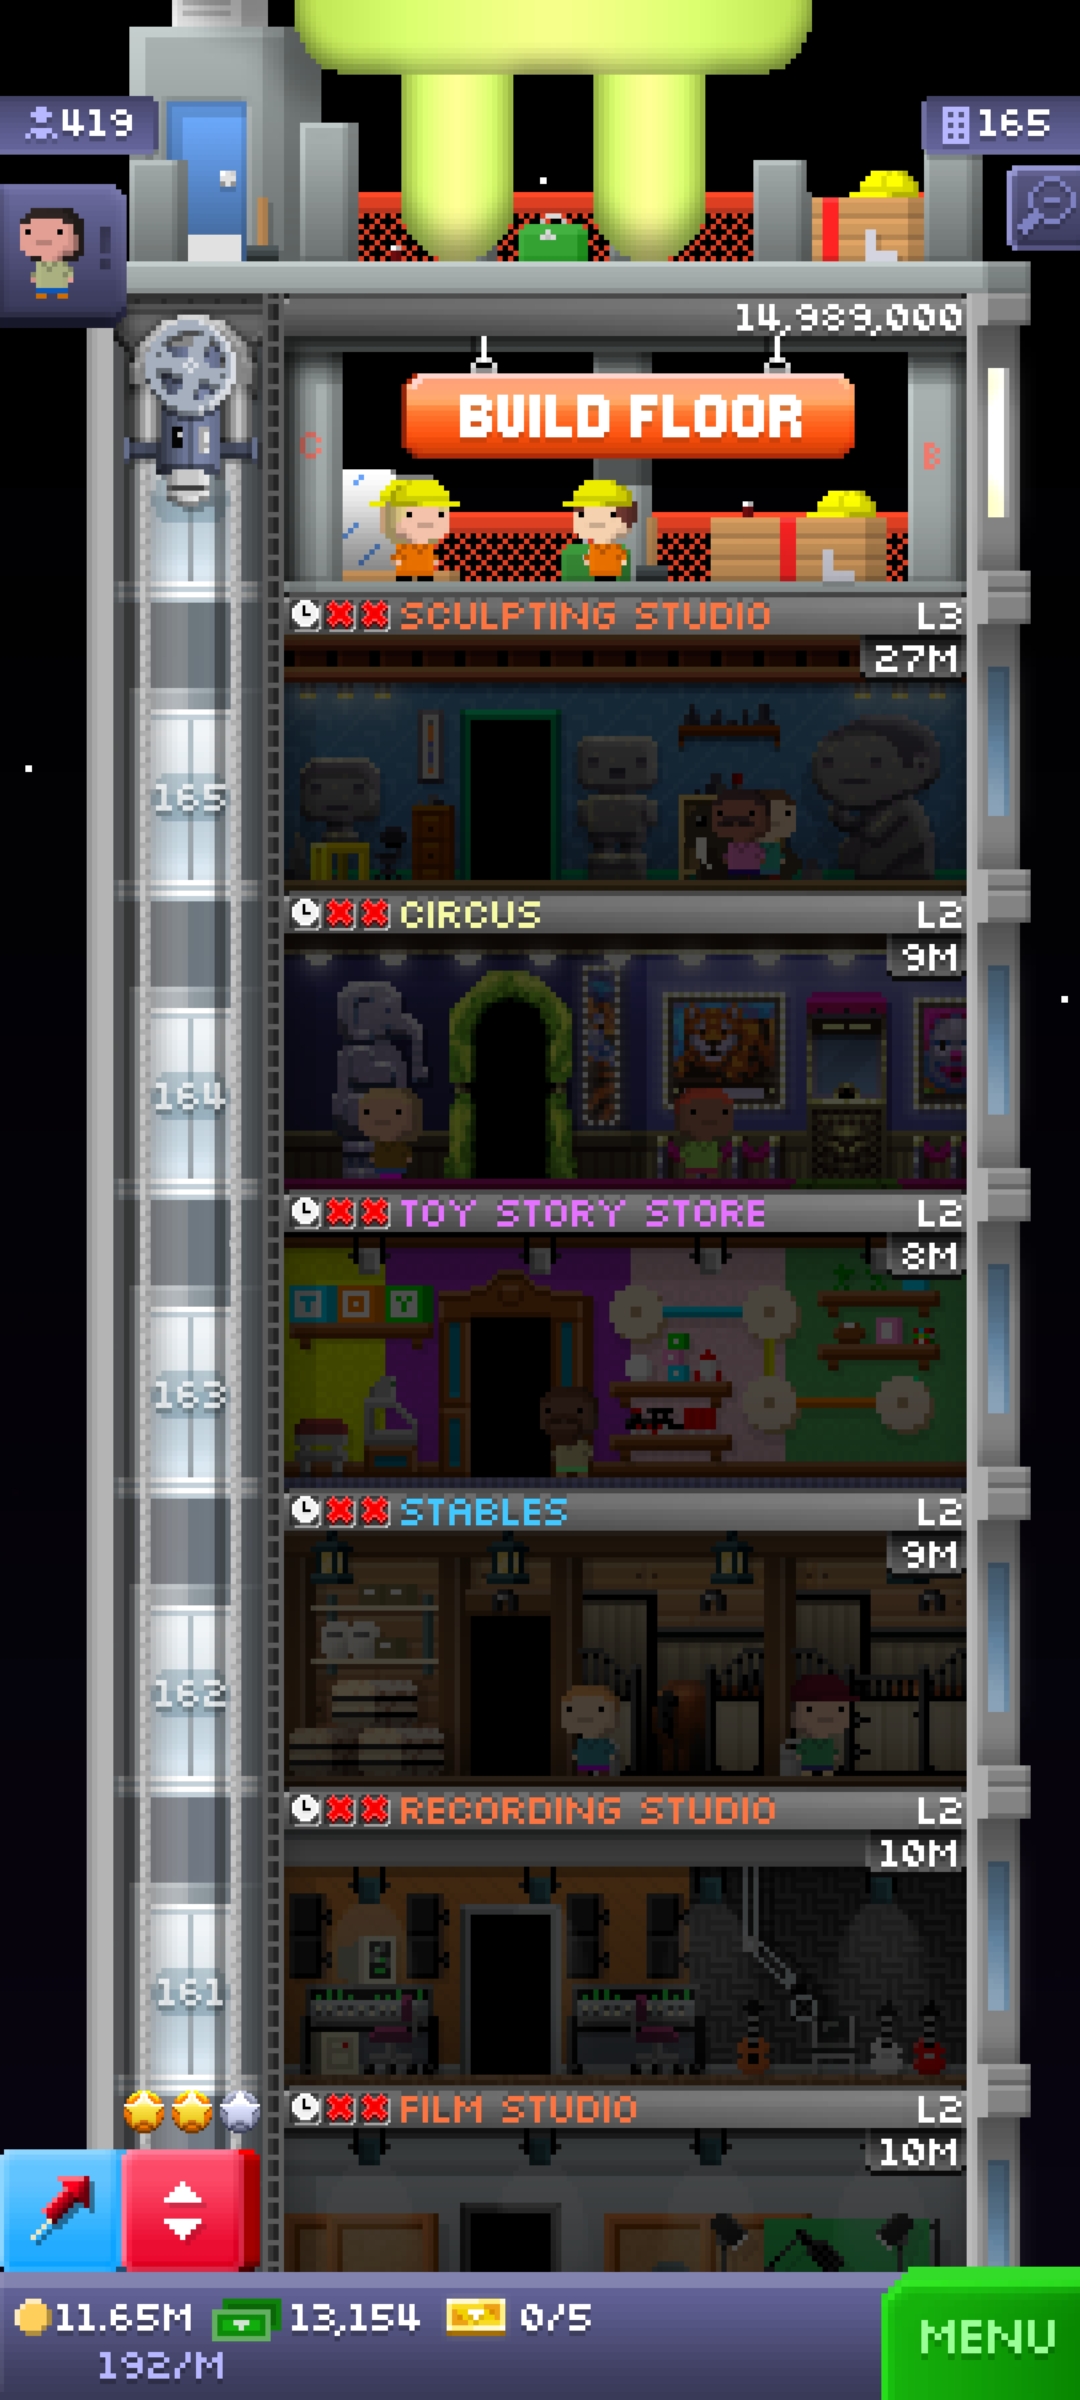 419
165
14,989,000
BUILD FLOOR
C
B
SCULPTING STUDIO L3
27M
165
CIRCUS L2
9M
164
TOY STORY STORE L2
8M
T O Y
163
STABLES L2
9M
162
RECORDING STUDIO L2
10M
161
FILM STUDIO L2
10M
11.65M 13,154 0/5
192/M
MENU